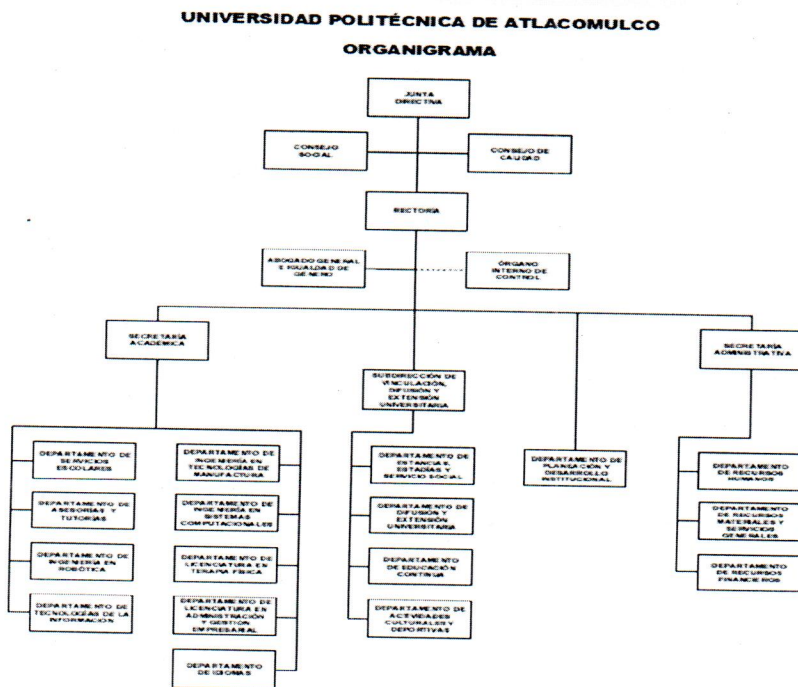 UNIVERSIDAD POLITÉCNICA DE ATLACOMULCO
ORGANIGRAMA
JUNTA
DIRECTIVA
CONSEJO
SOCIAL
CONSEJO DE
CALIDAD
RECTORÍA
ABOGADO GENERAL
E IGUALDAD DE
GÉNERO
ÓRGANO
INTERNO DE
CONTROL
SECRETARÍA
ACADÉMICA
SUBDIRECCIÓN DE
VINCULACIÓN,
DIFUSIÓN Y
EXTENSIÓN
UNIVERSITARIA
SECRETARÍA
ADMINISTRATIVA
DEPARTAMENTO DE
SERVICIOS
ESCOLARES
DEPARTAMENTO DE
ASESORÍAS Y
TUTORÍAS
DEPARTAMENTO DE
INGENIERÍA EN
ROBÓTICA
DEPARTAMENTO DE
TECNOLOGÍAS DE LA
INFORMACIÓN
DEPARTAMENTO DE
INGENIERÍA EN
TECNOLOGÍAS DE
MANUFACTURA
DEPARTAMENTO DE
INGENIERÍA EN
SISTEMAS
COMPUTACIONALES
DEPARTAMENTO DE
LICENCIATURA EN
TERAPIA FÍSICA
DEPARTAMENTO DE
LICENCIATURA EN
ADMINISTRACIÓN
Y GESTIÓN
EMPRESARIAL
DEPARTAMENTO
DE IDIOMAS
DEPARTAMENTO DE
ESTANCIAS,
ESTADÍAS Y
SERVICIO SOCIAL
DEPARTAMENTO DE
DIFUSIÓN Y
EXTENSIÓN
UNIVERSITARIA
DEPARTAMENTO
DE EDUCACIÓN
CONTINUA
DEPARTAMENTO DE
ACTIVIDADES
CULTURALES Y
DEPORTIVAS
DEPARTAMENTO DE
PLANEACIÓN Y
DESARROLLO
INSTITUCIONAL
DEPARTAMENTO
DE RECURSOS
HUMANOS
DEPARTAMENTO
DE RECURSOS
MATERIALES Y
SERVICIOS
GENERALES
DEPARTAMENTO
DE RECURSOS
FINANCIEROS